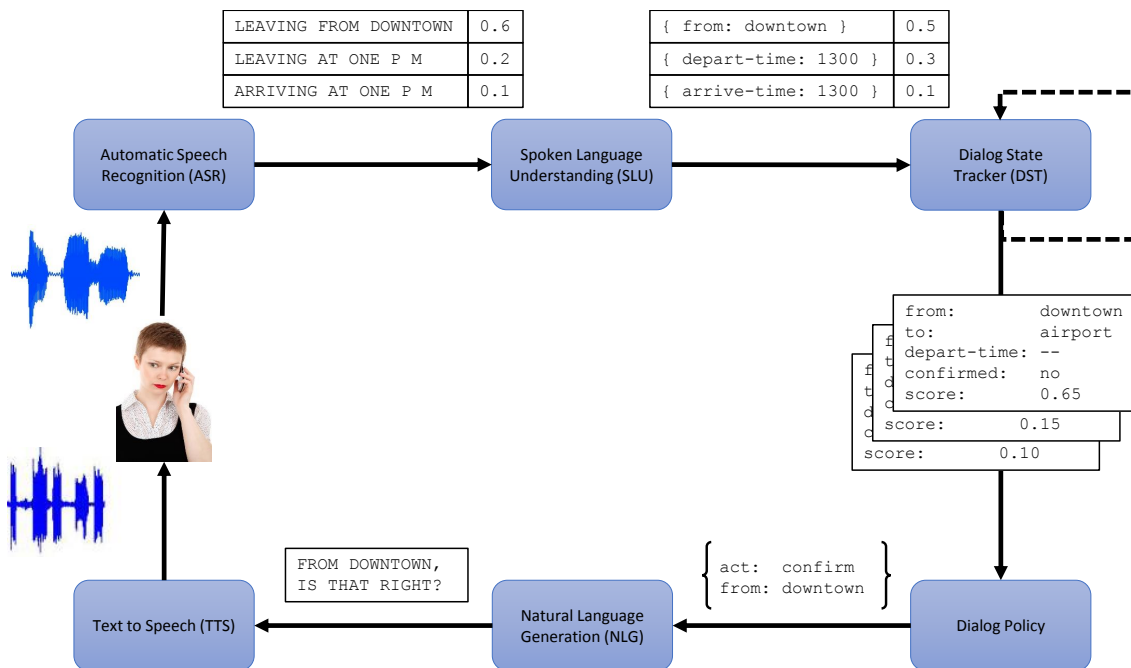 LEAVING FROM DOWNTOWN 0.6
LEAVING AT ONE P M 0.2
ARRIVING AT ONE P M 0.1
{ from: downtown } 0.5
{ depart-time: 1300 } 0.3
{ arrive-time: 1300 } 0.1
Automatic Speech
Recognition (ASR)
Spoken Language
Understanding (SLU)
Dialog State
Tracker (DST)
from: downtown
to: airport
depart-time: --
confirmed: no
score: 0.65
f
t
d
c
score: 0.15
f
t
d
c
score: 0.10
act: confirm
from: downtown
FROM DOWNTOWN,
IS THAT RIGHT?
Text to Speech (TTS)
Natural Language
Generation (NLG)
Dialog Policy